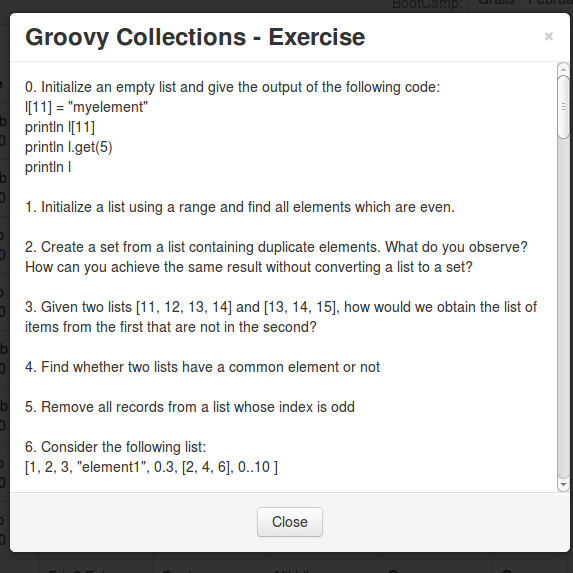 BootCamp:
Groovy Collections - Exercise
×
0. Initialize an empty list and give the output of the following code:
l[11] = "myelement"
println l[11]
println l.get(5)
println l
1. Initialize a list using a range and find all elements which are even.
2. Create a set from a list containing duplicate elements. What do you observe?
How can you achieve the same result without converting a list to a set?
3. Given two lists [11, 12, 13, 14] and [13, 14, 15], how would we obtain the list of
items from the first that are not in the second?
4. Find whether two lists have a common element or not
5. Remove all records from a list whose index is odd
6. Consider the following list:
[1, 2, 3, "element1", 0.3, [2, 4, 6], 0..10 ]
Close